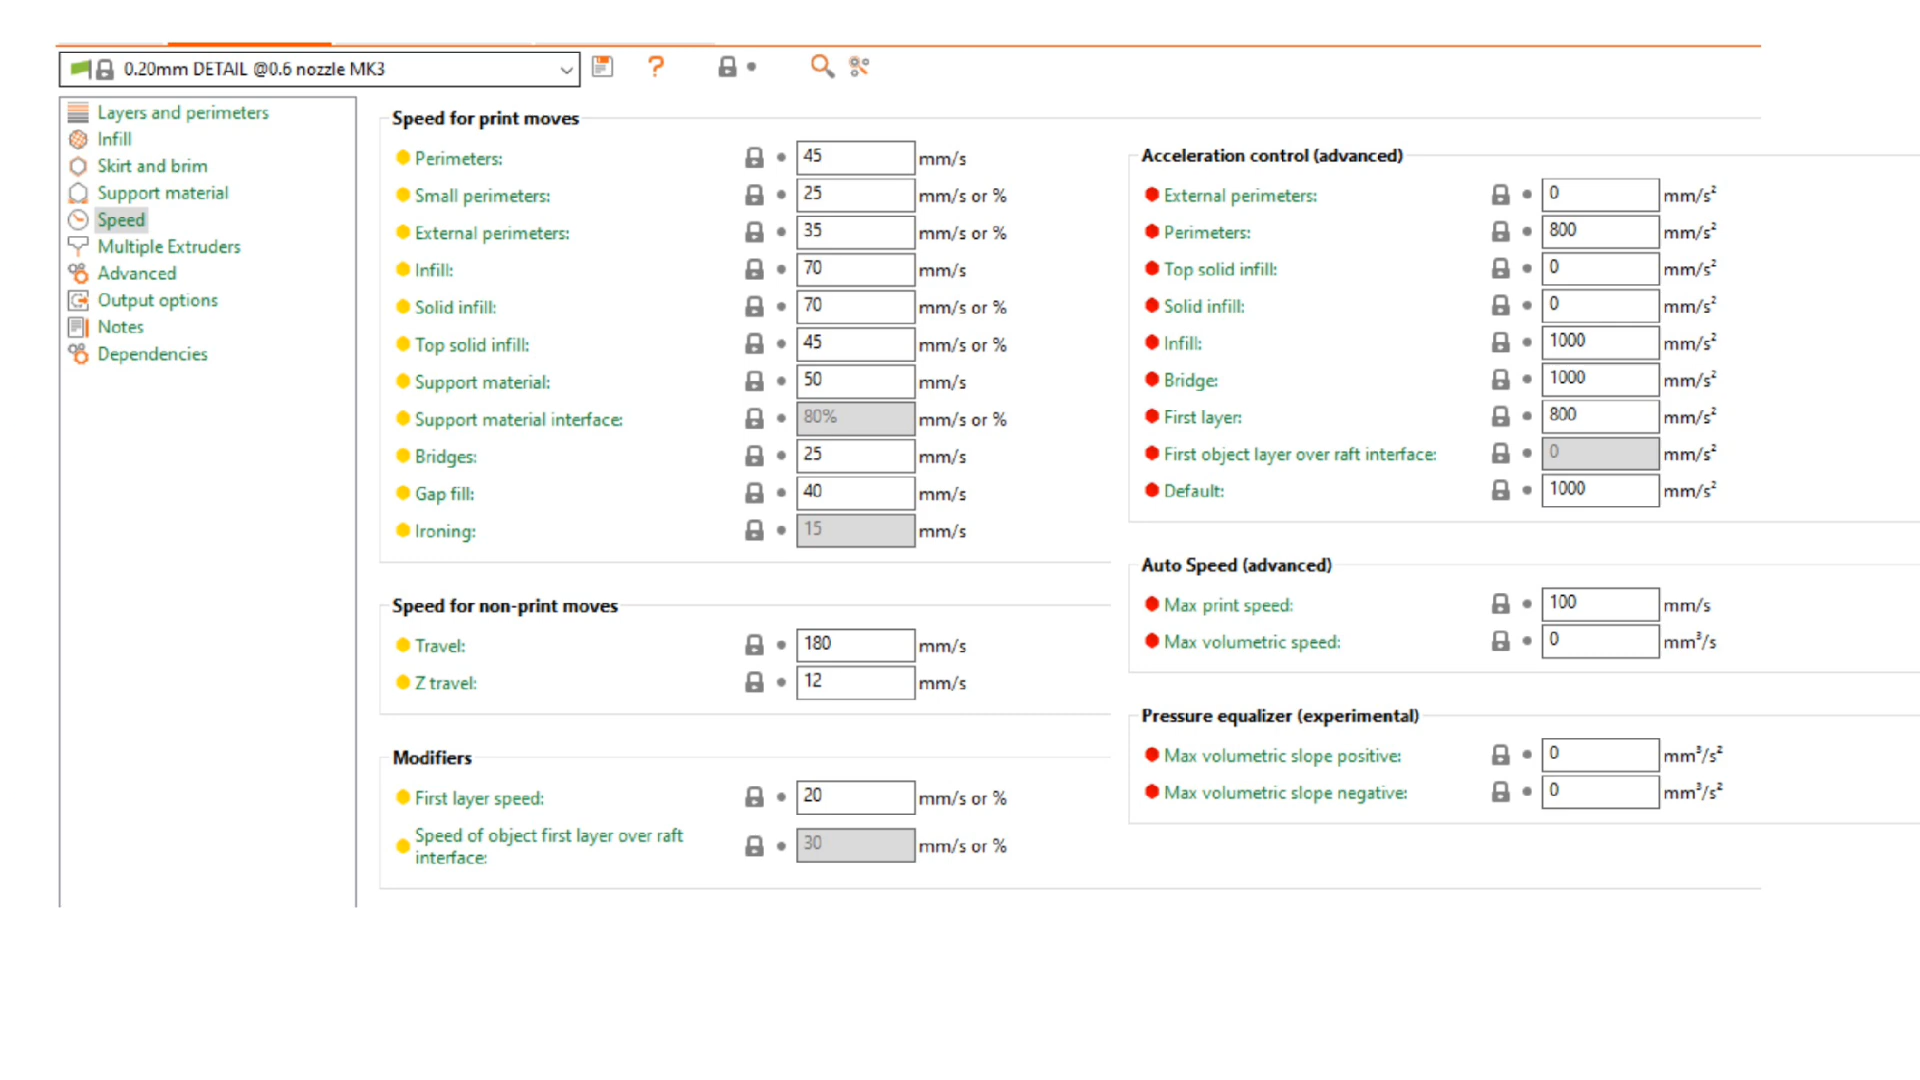 0.20mm DETAIL @0.6 nozzle MK3
Layers and perimeters
Infill
Skirt and brim
Support material
Speed
Multiple Extruders
Advanced
Output options
Notes
Dependencies
Speed for print moves
Perimeters: 45 mm/s
Small perimeters: 25 mm/s or %
External perimeters: 35 mm/s or %
Infill: 70 mm/s
Solid infill: 70 mm/s or %
Top solid infill: 45 mm/s or %
Support material: 50 mm/s
Support material interface: 80% mm/s or %
Bridges: 25 mm/s
Gap fill: 40 mm/s
Ironing: 15 mm/s
Speed for non-print moves
Travel: 180 mm/s
Z travel: 12 mm/s
Modifiers
First layer speed: 20 mm/s or %
Speed of object first layer over raft
interface: 30 mm/s or %
Acceleration control (advanced)
External perimeters: 0 mm/s²
Perimeters: 800 mm/s²
Top solid infill: 0 mm/s²
Solid infill: 0 mm/s²
Infill: 1000 mm/s²
Bridge: 1000 mm/s²
First layer: 800 mm/s²
First object layer over raft interface: 0 mm/s²
Default: 1000 mm/s²
Auto Speed (advanced)
Max print speed: 100 mm/s
Max volumetric speed: 0 mm³/s
Pressure equalizer (experimental)
Max volumetric slope positive: 0 mm³/s²
Max volumetric slope negative: 0 mm³/s²